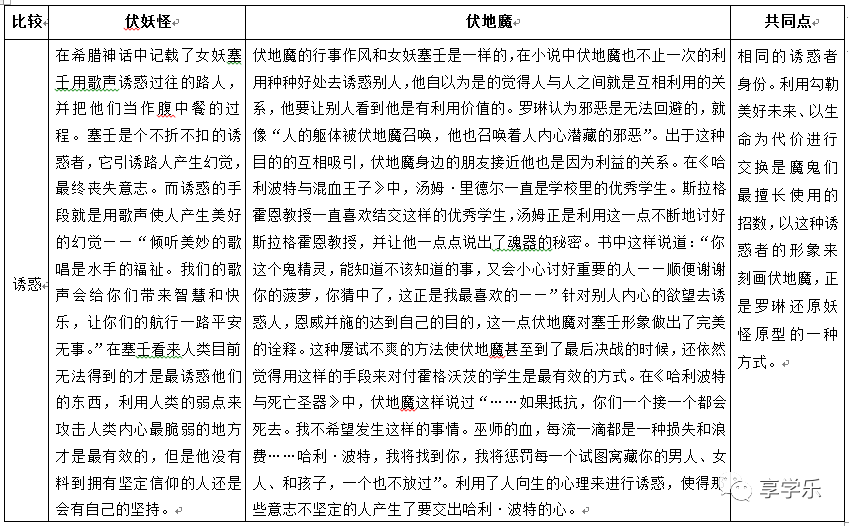 比较
伏妖怪
伏地魔
共同点
诱惑
在希腊神话中记载了女妖塞
壬用歌声诱惑过往的路人，
并把他们当作腹中餐的过
程。塞壬是个不折不扣的诱
惑者，它引诱路人产生幻觉，
最终丧失意志。而诱惑的手
段就是用歌声使人产生美好
的幻觉——“倾听美妙的歌
唱是水手的福祉。我们的歌
声会给你们带来智慧和快
乐，让你们的航行一路平安
无事。”在塞壬看来人类目前
无法得到的才是最诱惑他们
的东西，利用人类的弱点来
攻击人类内心最脆弱的地方
才是最有效的，但是他没有
料到拥有坚定信仰的人还是
会有自己的坚持。
伏地魔的行事作风和女妖塞壬是一样的，在小说中伏地魔也不止一次的利
用种种好处去诱惑别人，他自以为是的觉得人与人之间就是互相利用的关
系，他要让别人看到他是有利用价值的。罗琳认为邪恶是无法回避的，就
像“人的躯体被伏地魔召唤，他也召唤着人内心潜藏的邪恶”。出于这种
目的的互相吸引，伏地魔身边的朋友接近他也是因为利益的关系。在《哈
利波特与混血王子》中，汤姆·里德尔一直是学校里的优秀学生。斯拉格
霍恩教授一直喜欢结交这样的优秀学生，汤姆正是利用这一点不断地讨好
斯拉格霍恩教授，并让他一点点说出了魂器的秘密。书中这样说道：“你
这个鬼精灵，能知道不该知道的事，又会小心讨好重要的人——顺便谢谢
你的菠萝，你猜中了，这正是我最喜欢的——”针对别人内心的欲望去诱
惑人，恩威并施的达到自己的目的，这一点伏地魔对塞壬形象做出了完美
的诠释。这种屡试不爽的方法使伏地魔甚至到了最后决战的时候，还依然
觉得用这样的手段来对付霍格沃茨的学生是最有效的方式。在《哈利波特
与死亡圣器》中，伏地魔这样说过“……如果抵抗，你们一个接一个都会
死去。我不希望发生这样的事情。巫师的血，每流一滴都是一种损失和浪
费……哈利·波特，我将找到你，我将惩罚每一个试图窝藏你的男人、女
人、和孩子，一个也不放过”。利用了人向生的心理来进行诱惑，使得那
些意志不坚定的人产生了要交出哈利·波特的心。
相同的诱惑者
身份。利用勾勒
美好未来、以生
命为代价进行
交换是魔鬼们
最擅长使用的
招数，以这种诱
惑者的形象来
刻画伏地魔，正
是罗琳还原妖
怪原型的一种
方式。
享学乐